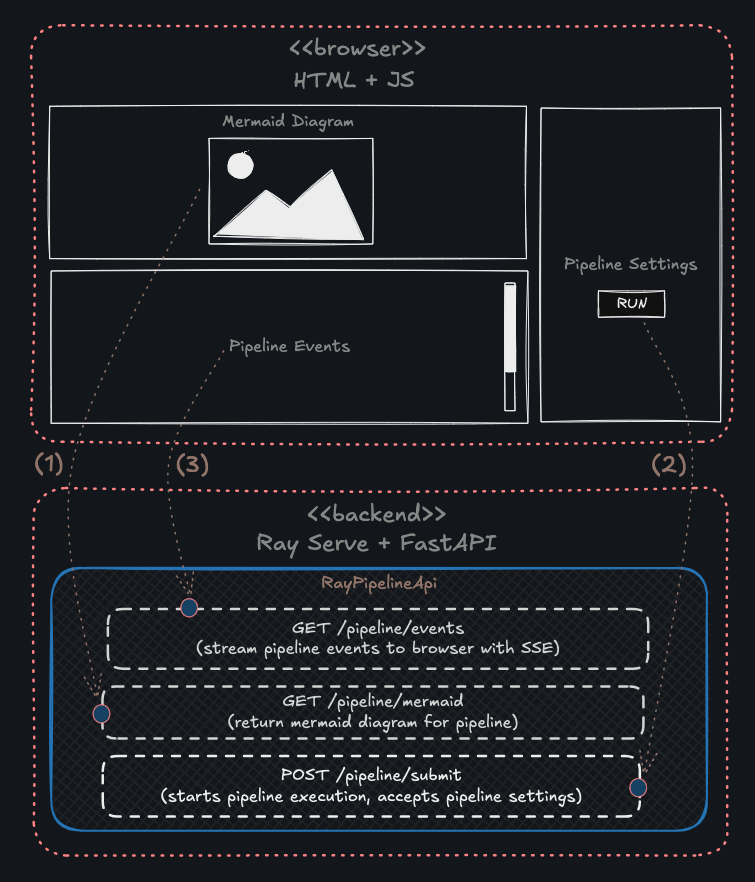 <<browser>>
HTML + JS
Mermaid Diagram
Pipeline Settings
RUN
Pipeline Events
(1)
(3)
(2)
<<backend>>
Ray Serve + FastAPI
RayPipelineApi
GET /pipeline/events
(stream pipeline events to browser with SSE)
GET /pipeline/mermaid
(return mermaid diagram for pipeline)
POST /pipeline/submit
(starts pipeline execution, accepts pipeline settings)